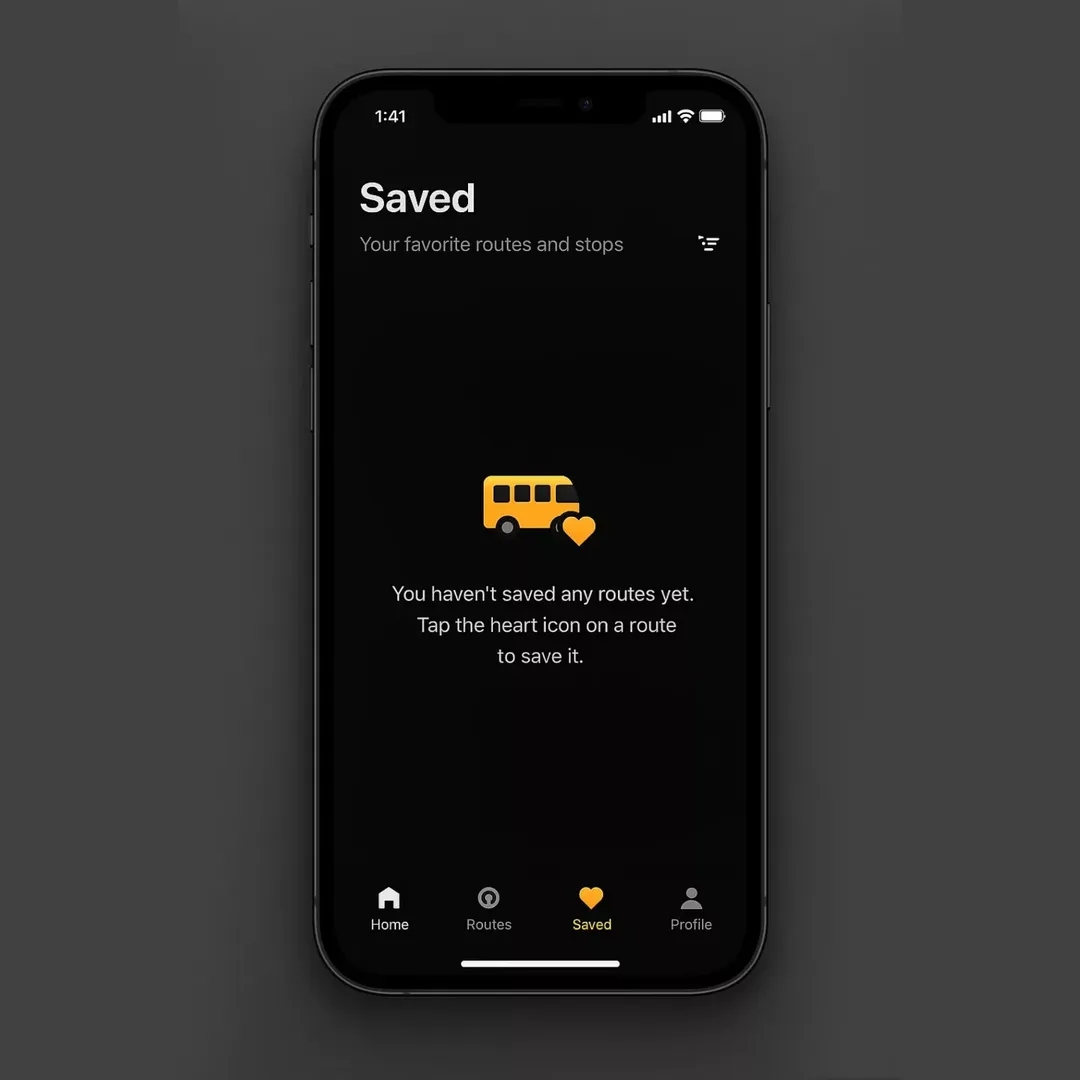 1:41
Saved
Your favorite routes and stops
You haven't saved any routes yet.
Tap the heart icon on a route
to save it.
Home
Routes
Saved
Profile